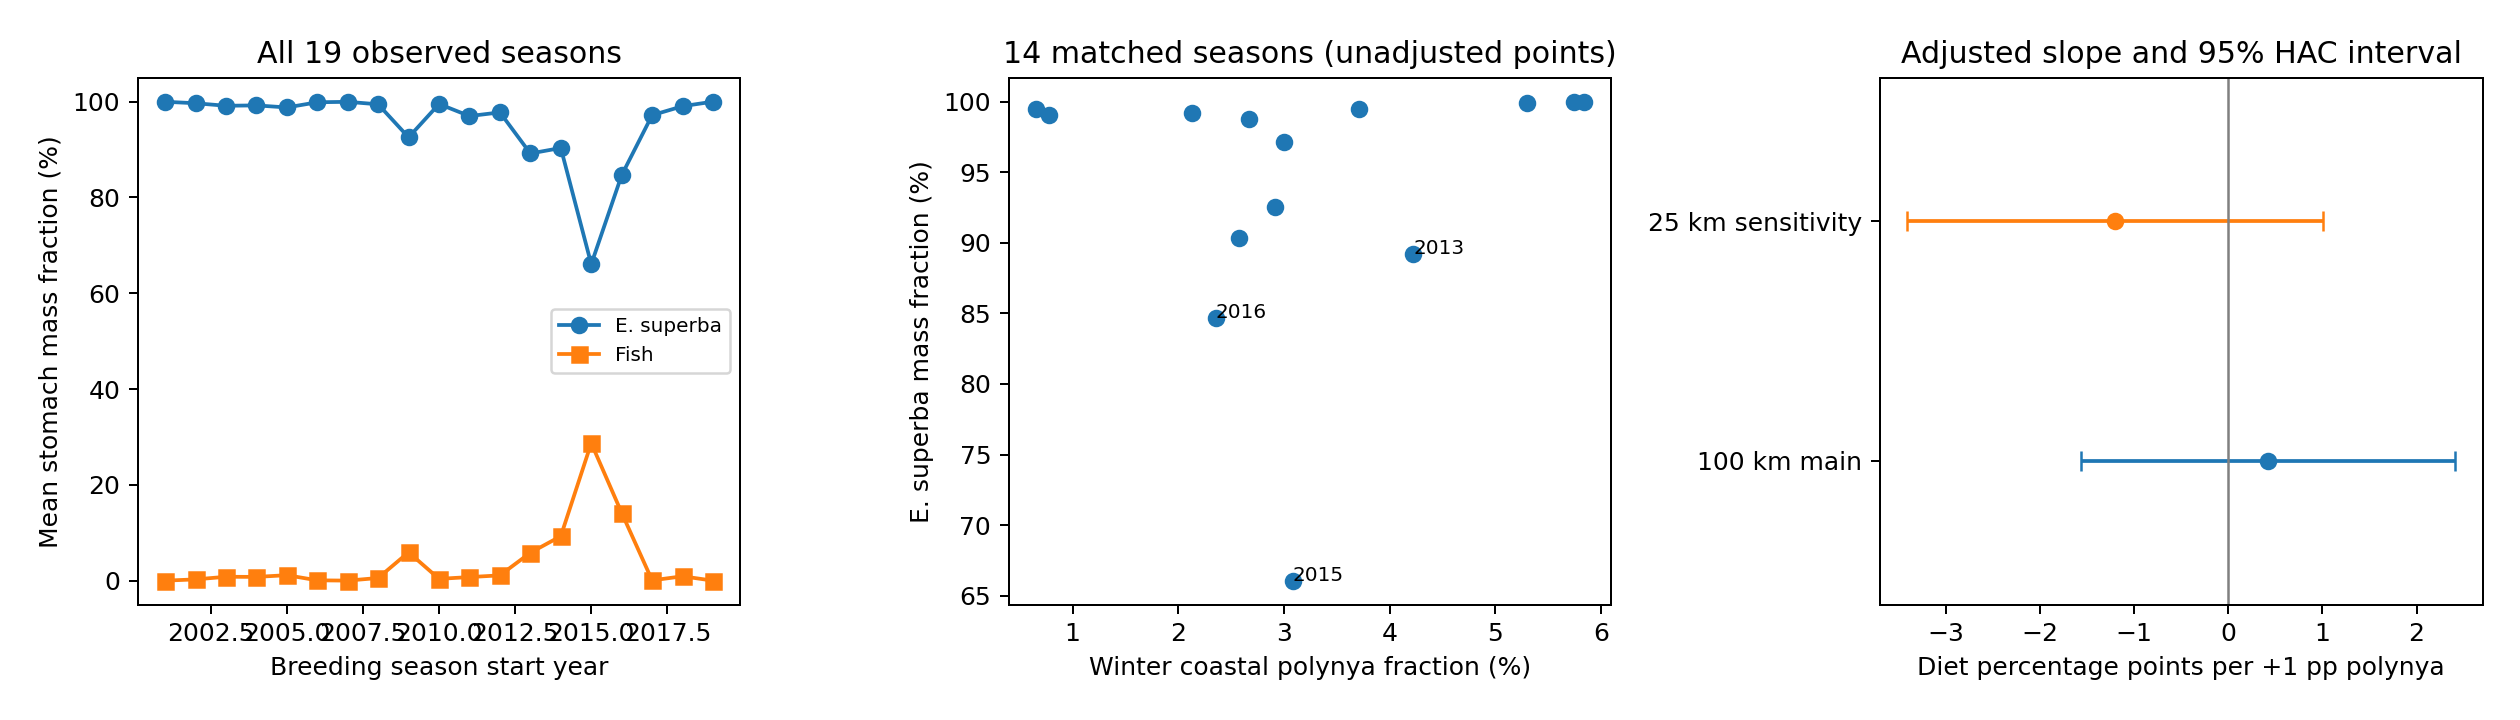 All 19 observed seasons
Mean stomach mass fraction (%)
100
80
60
40
20
0
E. superba
Fish
2002.5 2005.0 2007.5 2010.0 2012.5 2015.0 2017.5
Breeding season start year
14 matched seasons (unadjusted points)
E. superba mass fraction (%)
100
95
90
85
80
75
70
65
2013
2016
2015
1 2 3 4 5 6
Winter coastal polynya fraction (%)
Adjusted slope and 95% HAC interval
25 km sensitivity
100 km main
−3 −2 −1 0 1 2
Diet percentage points per +1 pp polynya